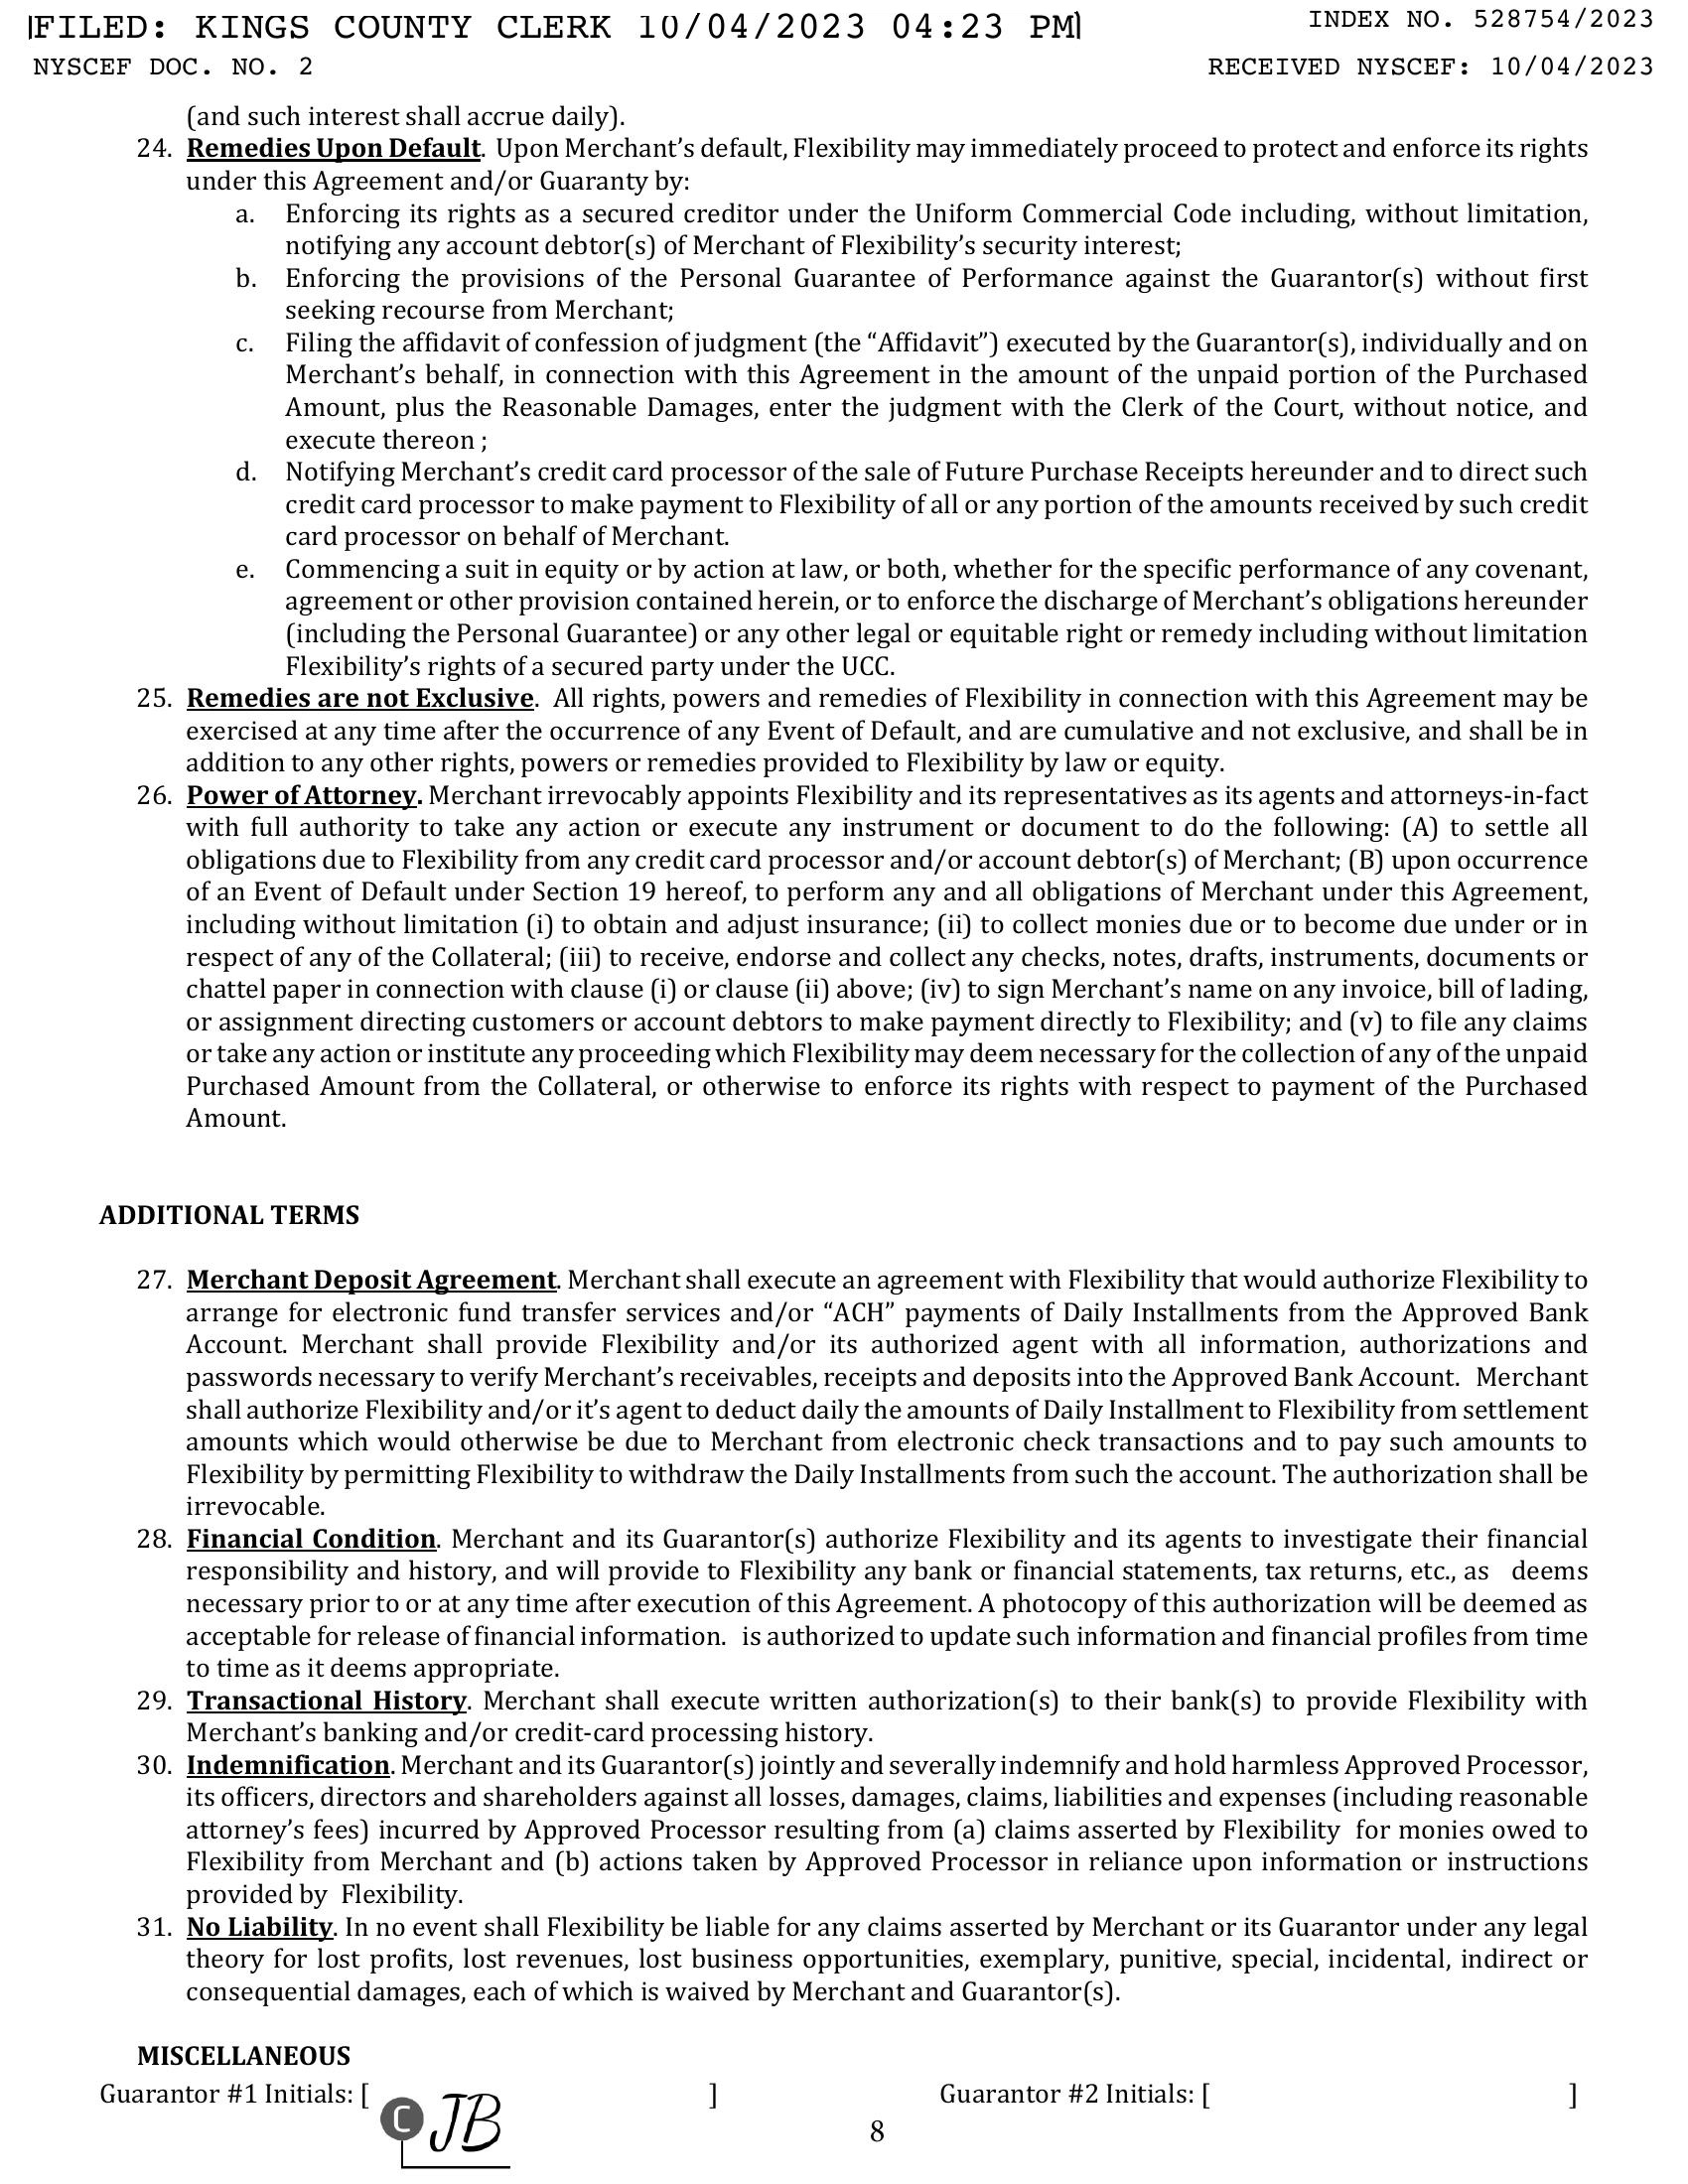 FILED: KINGS COUNTY CLERK 10/04/2023 04:23 PM
INDEX NO. 528754/2023
NYSCEF DOC. NO. 2
RECEIVED NYSCEF: 10/04/2023
(and such interest shall accrue daily).
24. Remedies Upon Default. Upon Merchant’s default, Flexibility may immediately proceed to protect and enforce its rights
under this Agreement and/or Guaranty by:
a. Enforcing its rights as a secured creditor under the Uniform Commercial Code including, without limitation,
notifying any account debtor(s) of Merchant of Flexibility’s security interest;
b. Enforcing the provisions of the Personal Guarantee of Performance against the Guarantor(s) without first
seeking recourse from Merchant;
c. Filing the affidavit of confession of judgment (the “Affidavit”) executed by the Guarantor(s), individually and on
Merchant’s behalf, in connection with this Agreement in the amount of the unpaid portion of the Purchased
Amount, plus the Reasonable Damages, enter the judgment with the Clerk of the Court, without notice, and
execute thereon ;
d. Notifying Merchant’s credit card processor of the sale of Future Purchase Receipts hereunder and to direct such
credit card processor to make payment to Flexibility of all or any portion of the amounts received by such credit
card processor on behalf of Merchant.
e. Commencing a suit in equity or by action at law, or both, whether for the specific performance of any covenant,
agreement or other provision contained herein, or to enforce the discharge of Merchant’s obligations hereunder
(including the Personal Guarantee) or any other legal or equitable right or remedy including without limitation
Flexibility’s rights of a secured party under the UCC.
25. Remedies are not Exclusive. All rights, powers and remedies of Flexibility in connection with this Agreement may be
exercised at any time after the occurrence of any Event of Default, and are cumulative and not exclusive, and shall be in
addition to any other rights, powers or remedies provided to Flexibility by law or equity.
26. Power of Attorney. Merchant irrevocably appoints Flexibility and its representatives as its agents and attorneys-in-fact
with full authority to take any action or execute any instrument or document to do the following: (A) to settle all
obligations due to Flexibility from any credit card processor and/or account debtor(s) of Merchant; (B) upon occurrence
of an Event of Default under Section 19 hereof, to perform any and all obligations of Merchant under this Agreement,
including without limitation (i) to obtain and adjust insurance; (ii) to collect monies due or to become due under or in
respect of any of the Collateral; (iii) to receive, endorse and collect any checks, notes, drafts, instruments, documents or
chattel paper in connection with clause (i) or clause (ii) above; (iv) to sign Merchant’s name on any invoice, bill of lading,
or assignment directing customers or account debtors to make payment directly to Flexibility; and (v) to file any claims
or take any action or institute any proceeding which Flexibility may deem necessary for the collection of any of the unpaid
Purchased Amount from the Collateral, or otherwise to enforce its rights with respect to payment of the Purchased
Amount.
ADDITIONAL TERMS
27. Merchant Deposit Agreement. Merchant shall execute an agreement with Flexibility that would authorize Flexibility to
arrange for electronic fund transfer services and/or “ACH” payments of Daily Installments from the Approved Bank
Account. Merchant shall provide Flexibility and/or its authorized agent with all information, authorizations and
passwords necessary to verify Merchant’s receivables, receipts and deposits into the Approved Bank Account. Merchant
shall authorize Flexibility and/or it’s agent to deduct daily the amounts of Daily Installment to Flexibility from settlement
amounts which would otherwise be due to Merchant from electronic check transactions and to pay such amounts to
Flexibility by permitting Flexibility to withdraw the Daily Installments from such the account. The authorization shall be
irrevocable.
28. Financial Condition. Merchant and its Guarantor(s) authorize Flexibility and its agents to investigate their financial
responsibility and history, and will provide to Flexibility any bank or financial statements, tax returns, etc., as deems
necessary prior to or at any time after execution of this Agreement. A photocopy of this authorization will be deemed as
acceptable for release of financial information. is authorized to update such information and financial profiles from time
to time as it deems appropriate.
29. Transactional History. Merchant shall execute written authorization(s) to their bank(s) to provide Flexibility with
Merchant’s banking and/or credit-card processing history.
30. Indemnification. Merchant and its Guarantor(s) jointly and severally indemnify and hold harmless Approved Processor,
its officers, directors and shareholders against all losses, damages, claims, liabilities and expenses (including reasonable
attorney’s fees) incurred by Approved Processor resulting from (a) claims asserted by Flexibility for monies owed to
Flexibility from Merchant and (b) actions taken by Approved Processor in reliance upon information or instructions
provided by Flexibility.
31. No Liability. In no event shall Flexibility be liable for any claims asserted by Merchant or its Guarantor under any legal
theory for lost profits, lost revenues, lost business opportunities, exemplary, punitive, special, incidental, indirect or
consequential damages, each of which is waived by Merchant and Guarantor(s).
MISCELLANEOUS
Guarantor #1 Initials: [ ] Guarantor #2 Initials: [ ]
C JB
8